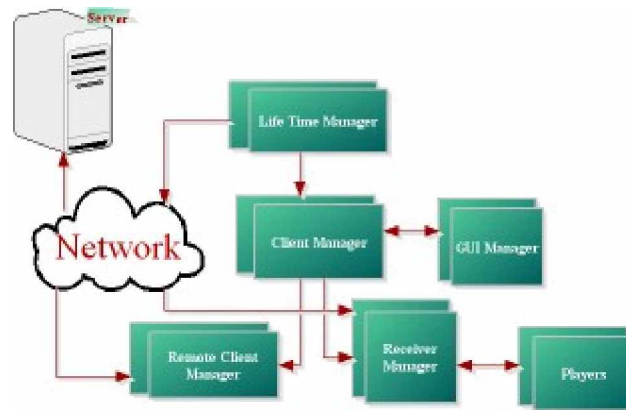 Server
Life Time Manager
Network
Client Manager
GUI Manager
Remote Client
Manager
Receiver
Manager
Players